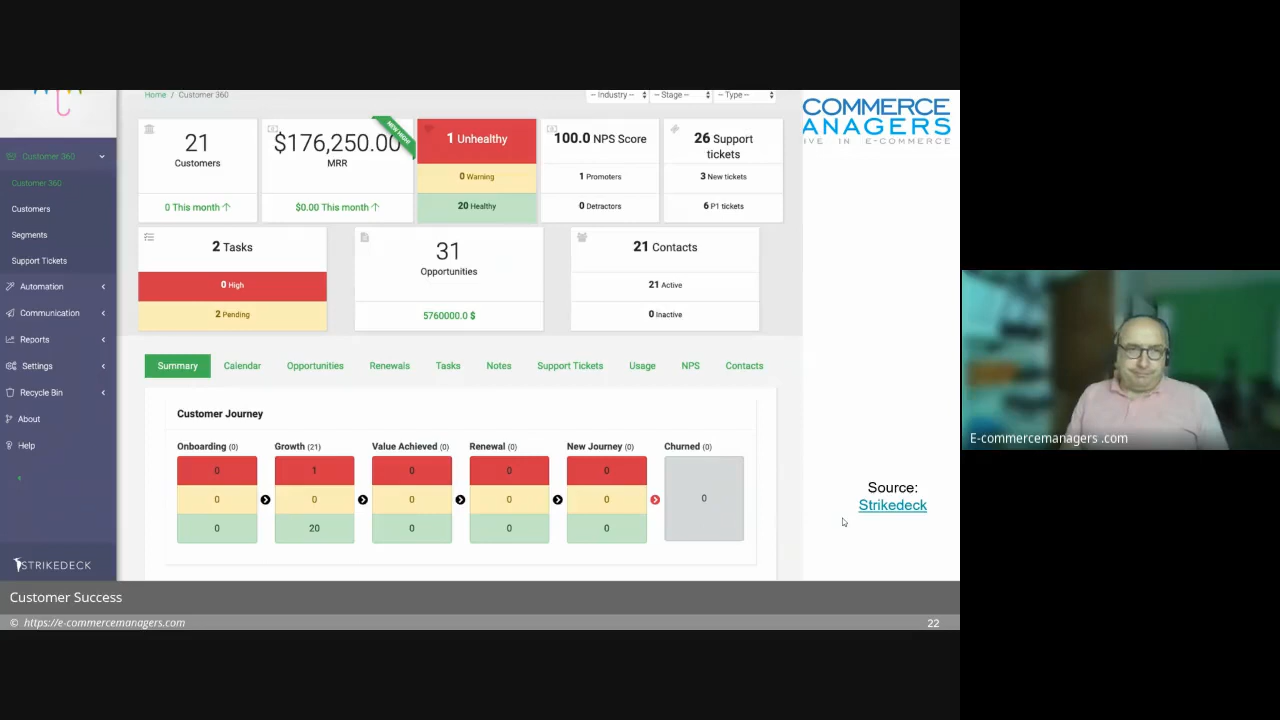 Home / Customer 360
-- Industry --
-- Stage --
-- Type --
COMMERCE
ANAGERS
IVE IN E-COMMERCE
Customer 360
Customer 360
Customers
Segments
Support Tickets
Automation
Communication
Reports
Settings
Recycle Bin
About
Help
STRIKEDECK
21
Customers
0 This month
$176,250.00
MRR
$0.00 This month
NEW HIGH!
1 Unhealthy
0 Warning
20 Healthy
100.0 NPS Score
1 Promoters
0 Detractors
26 Support
tickets
3 New tickets
6 P1 tickets
2 Tasks
0 High
2 Pending
31
Opportunities
5760000.0 $
21 Contacts
21 Active
0 Inactive
Summary
Calendar
Opportunities
Renewals
Tasks
Notes
Support Tickets
Usage
NPS
Contacts
Customer Journey
Onboarding (0)
0
0
0
Growth (21)
1
0
20
Value Achieved (0)
0
0
0
Renewal (0)
0
0
0
New Journey (0)
0
0
0
Churned (0)
0
Source:
Strikedeck
E-commercemanagers .com
Customer Success
© https://e-commercemanagers.com
22